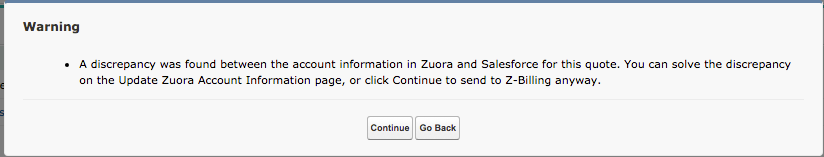 Warning
• A discrepancy was found between the account information in Zuora and Salesforce for this quote. You can solve the discrepancy
on the Update Zuora Account Information page, or click Continue to send to Z-Billing anyway.
Continue Go Back